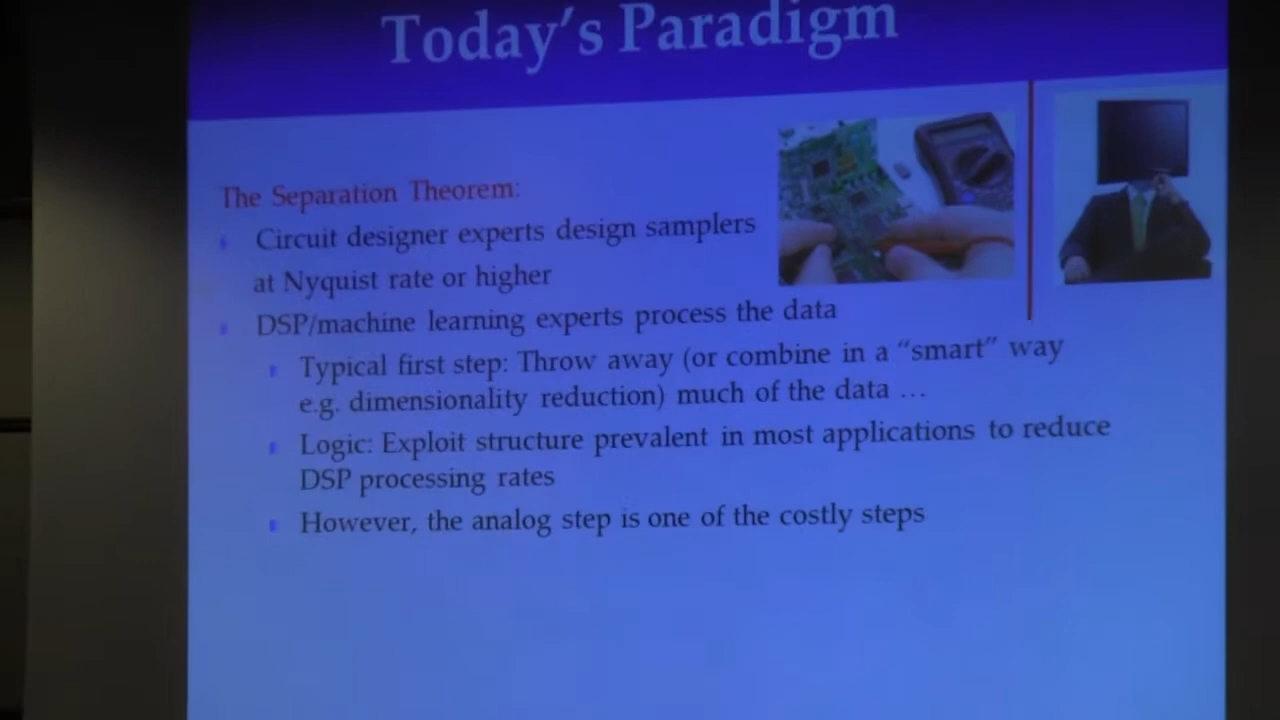 Today's Paradigm
The Separation Theorem:
Circuit designer experts design samplers
at Nyquist rate or higher
DSP/machine learning experts process the data
Typical first step: Throw away (or combine in a “smart” way
e.g. dimensionality reduction) much of the data ...
Logic: Exploit structure prevalent in most applications to reduce
DSP processing rates
However, the analog step is one of the costly steps